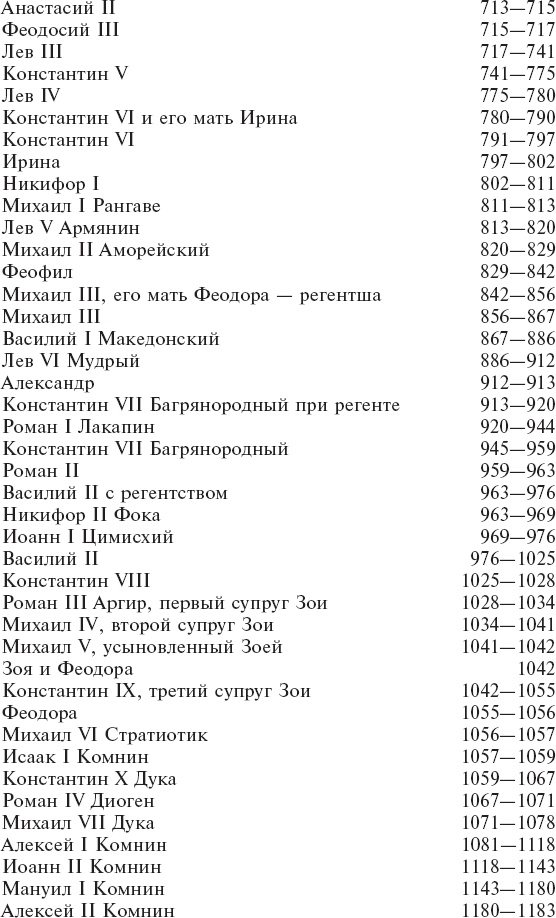 Анастасий II 713—715
Феодосий III 715—717
Лев III 717—741
Константин V 741—775
Лев IV 775—780
Константин VI и его мать Ирина 780—790
Константин VI 791—797
Ирина 797—802
Никифор I 802—811
Михаил I Рангаве 811—813
Лев V Армянин 813—820
Михаил II Аморейский 820—829
Феофил 829—842
Михаил III, его мать Феодора — регентша 842—856
Михаил III 856—867
Василий I Македонский 867—886
Лев VI Мудрый 886—912
Александр 912—913
Константин VII Багрянородный при регенте 913—920
Роман I Лакапин 920—944
Константин VII Багрянородный 945—959
Роман II 959—963
Василий II с регентством 963—976
Никифор II Фока 963—969
Иоанн I Цимисхий 969—976
Василий II 976—1025
Константин VIII 1025—1028
Роман III Аргир, первый супруг Зои 1028—1034
Михаил IV, второй супруг Зои 1034—1041
Михаил V, усыновленный Зоей 1041—1042
Зоя и Феодора 1042
Константин IX, третий супруг Зои 1042—1055
Феодора 1055—1056
Михаил VI Стратиотик 1056—1057
Исаак I Комнин 1057—1059
Константин X Дука 1059—1067
Роман IV Диоген 1067—1071
Михаил VII Дука 1071—1078
Алексей I Комнин 1081—1118
Иоанн II Комнин 1118—1143
Мануил I Комнин 1143—1180
Алексей II Комнин 1180—1183